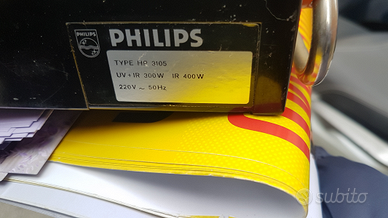 PHILIPS
PHILIPS
TYPE HP 3105
UV + IR 300W IR 400W
220V ~ 50Hz
subito